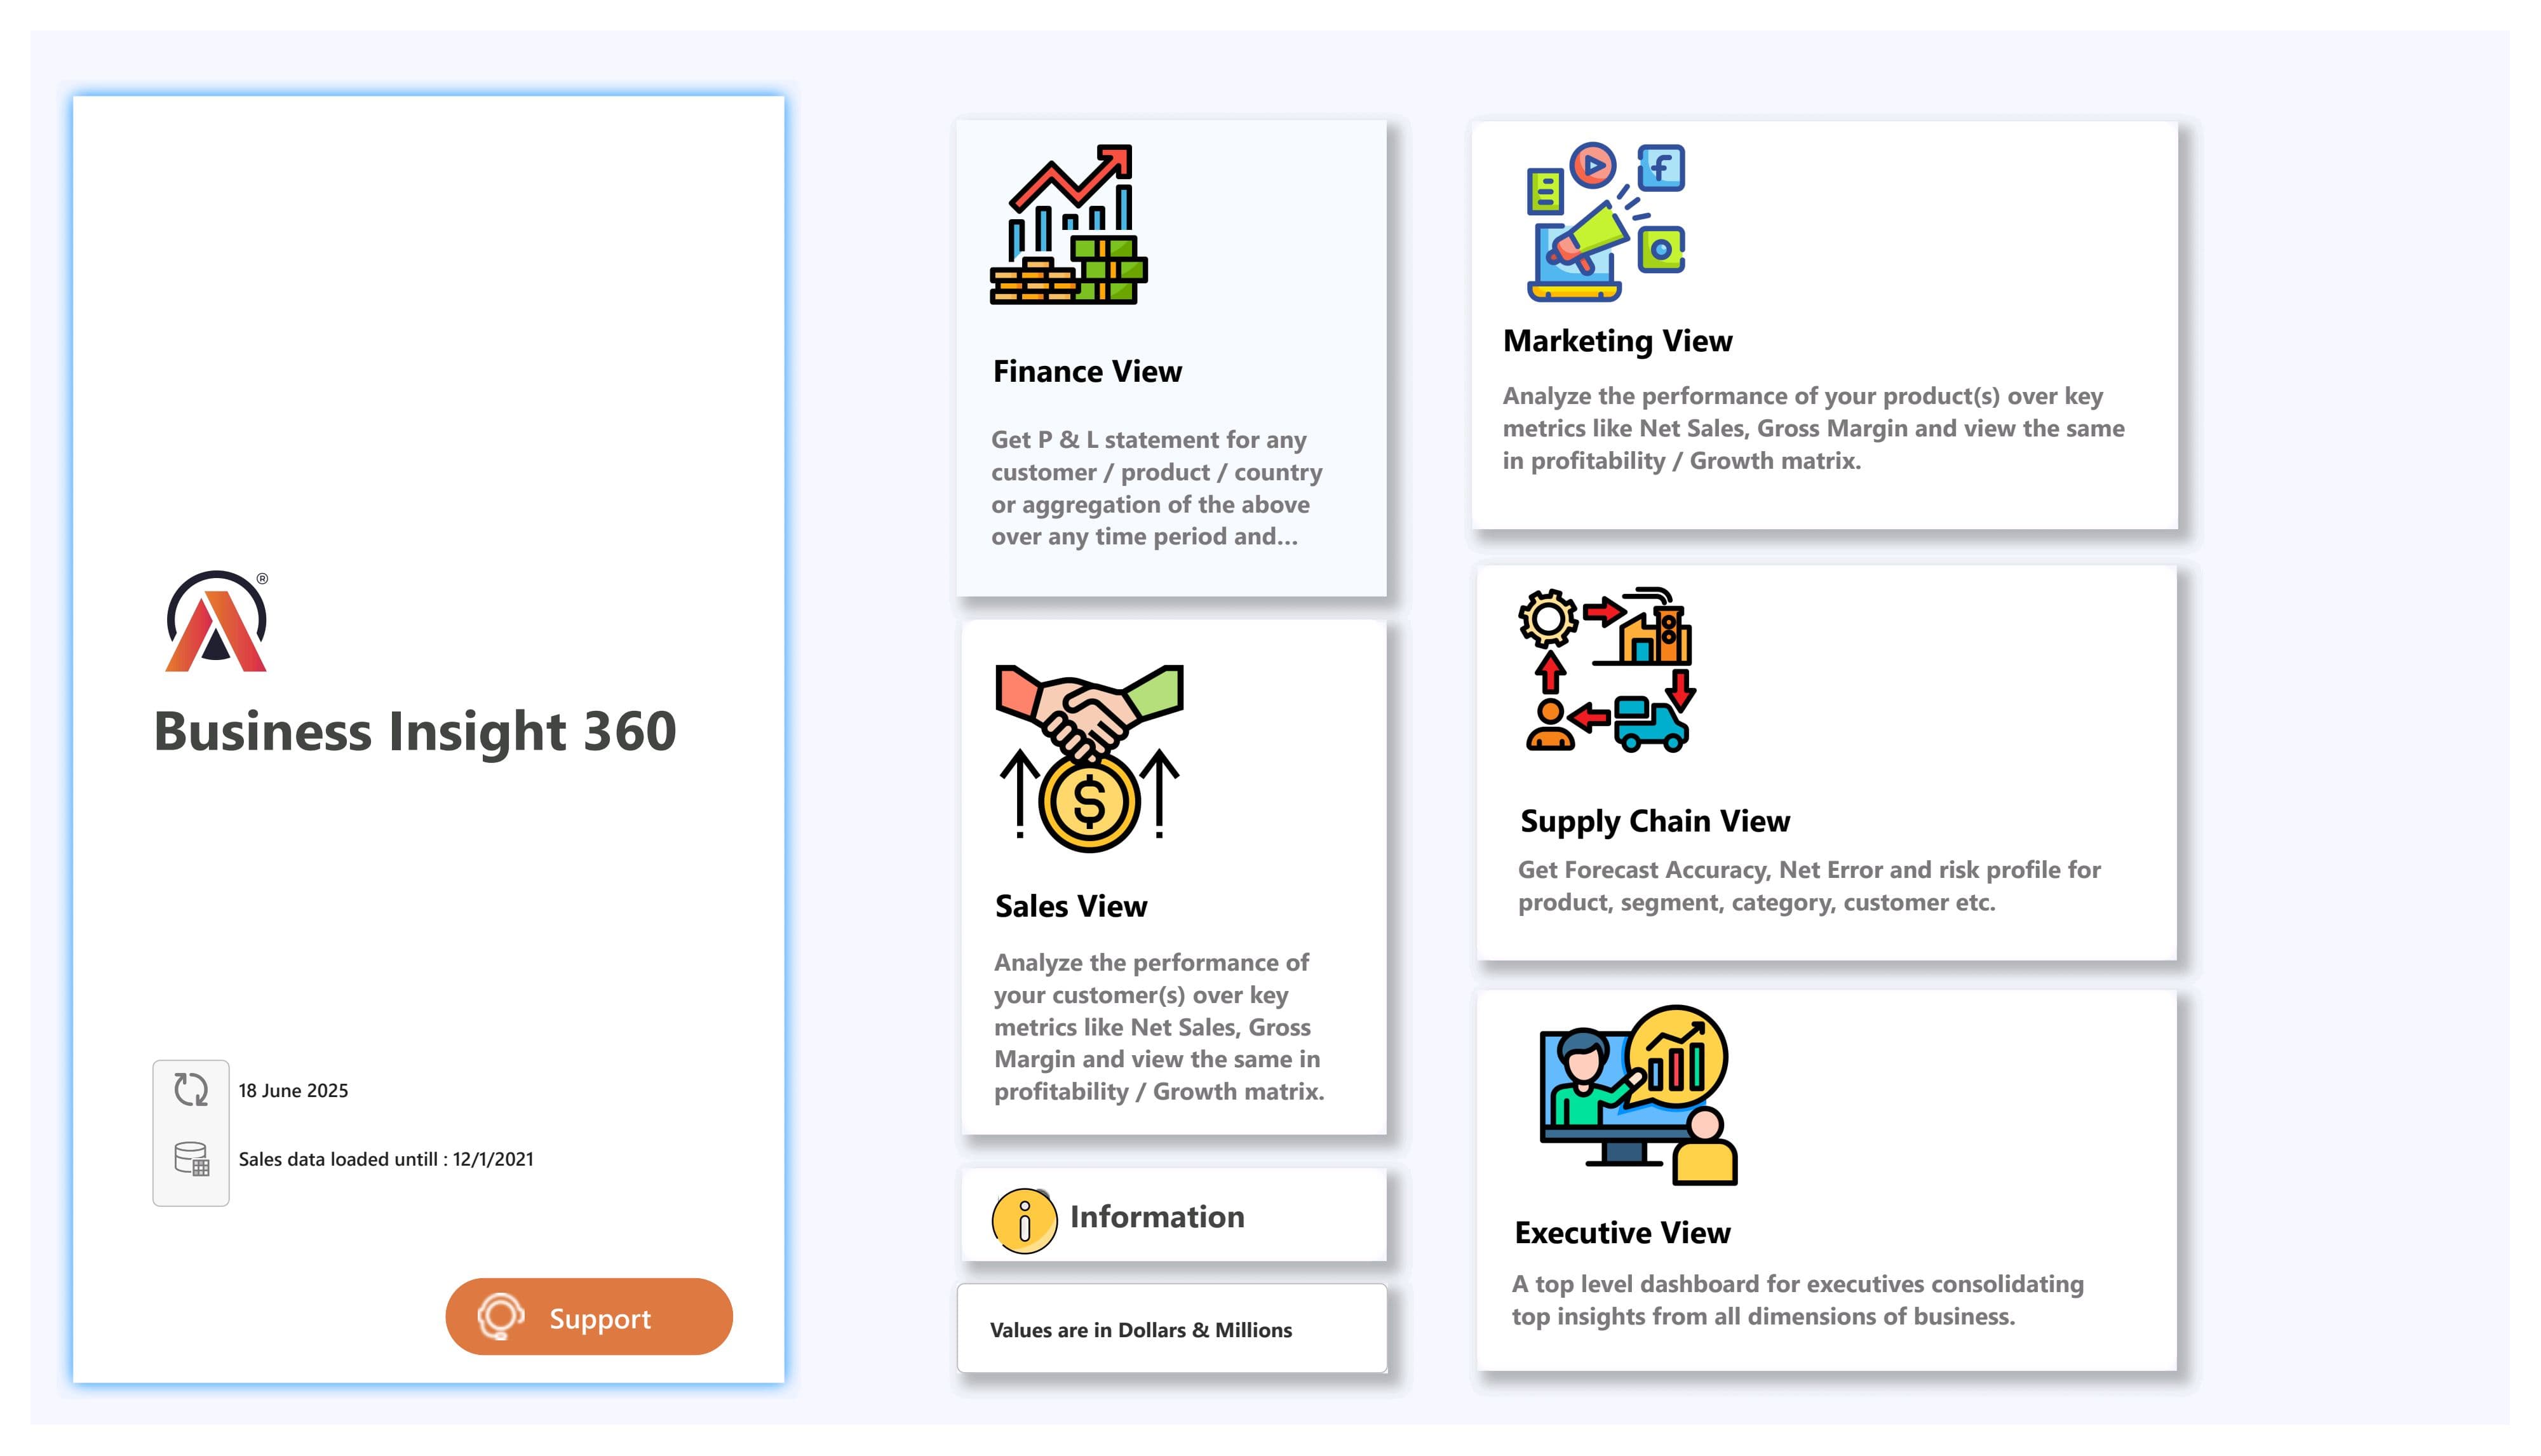 ®
Business Insight 360
18 June 2025
Sales data loaded untill : 12/1/2021
Support
Finance View
Get P & L statement for any
customer / product / country
or aggregation of the above
over any time period and...
Sales View
Analyze the performance of
your customer(s) over key
metrics like Net Sales, Gross
Margin and view the same in
profitability / Growth matrix.
Information
Values are in Dollars & Millions
Marketing View
Analyze the performance of your product(s) over key
metrics like Net Sales, Gross Margin and view the same
in profitability / Growth matrix.
Supply Chain View
Get Forecast Accuracy, Net Error and risk profile for
product, segment, category, customer etc.
Executive View
A top level dashboard for executives consolidating
top insights from all dimensions of business.